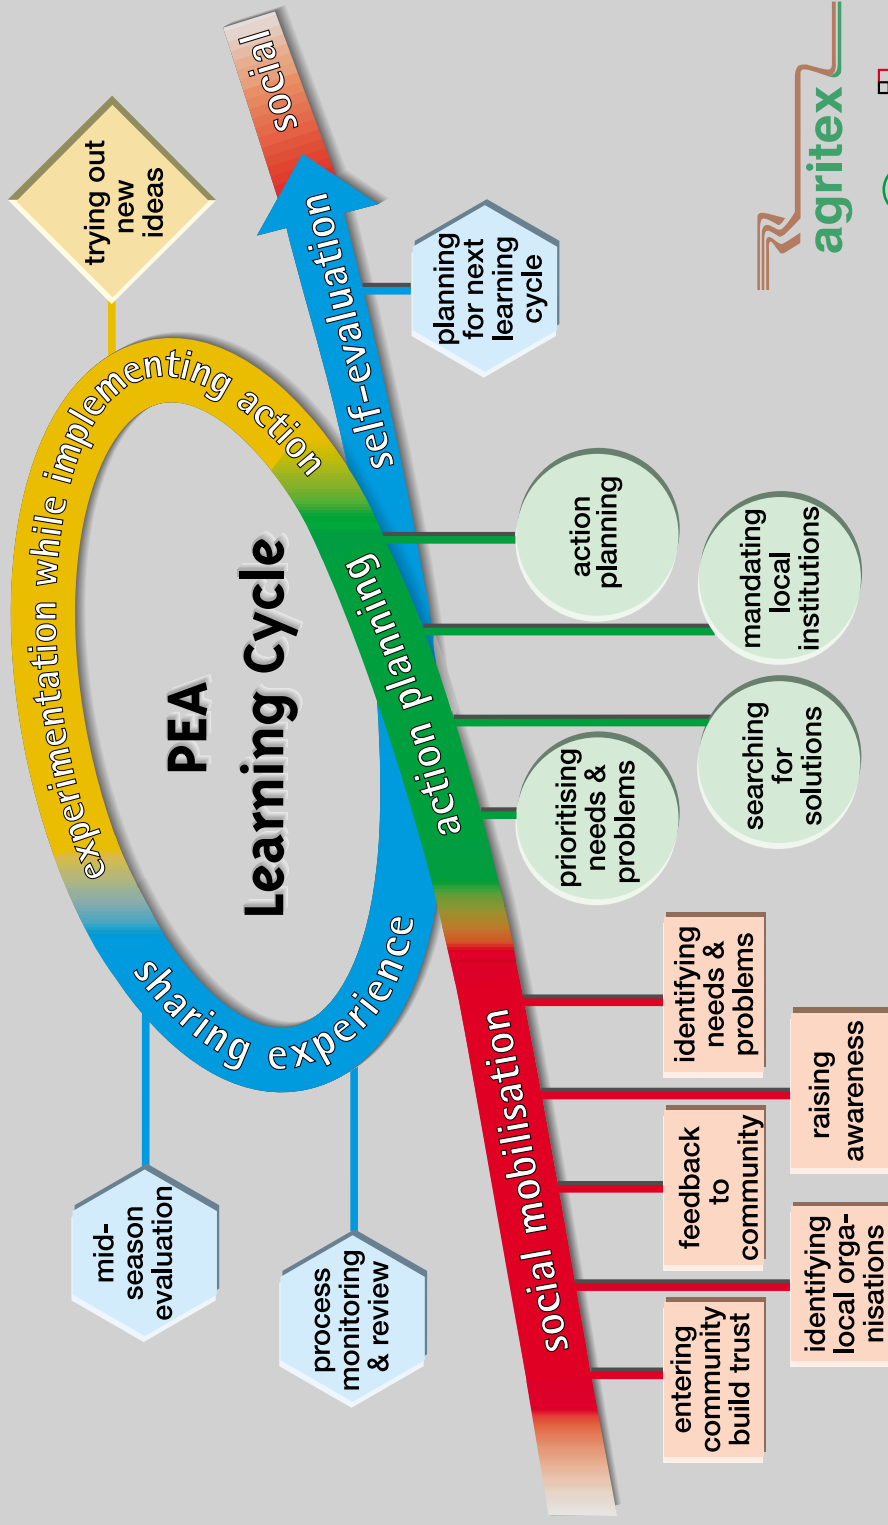 PEA
Learning Cycle
social mobilisation
action planning
experimentation while implementing action
sharing experience
self-evaluation
social
entering
community
build trust
identifying
local orga-
nisations
feedback
to
community
raising
awareness
identifying
needs &
problems
prioritising
needs &
problems
searching
for
solutions
mandating
local
institutions
action
planning
trying out
new
ideas
mid-
season
evaluation
process
monitoring
& review
planning
for next
learning
cycle
agritex